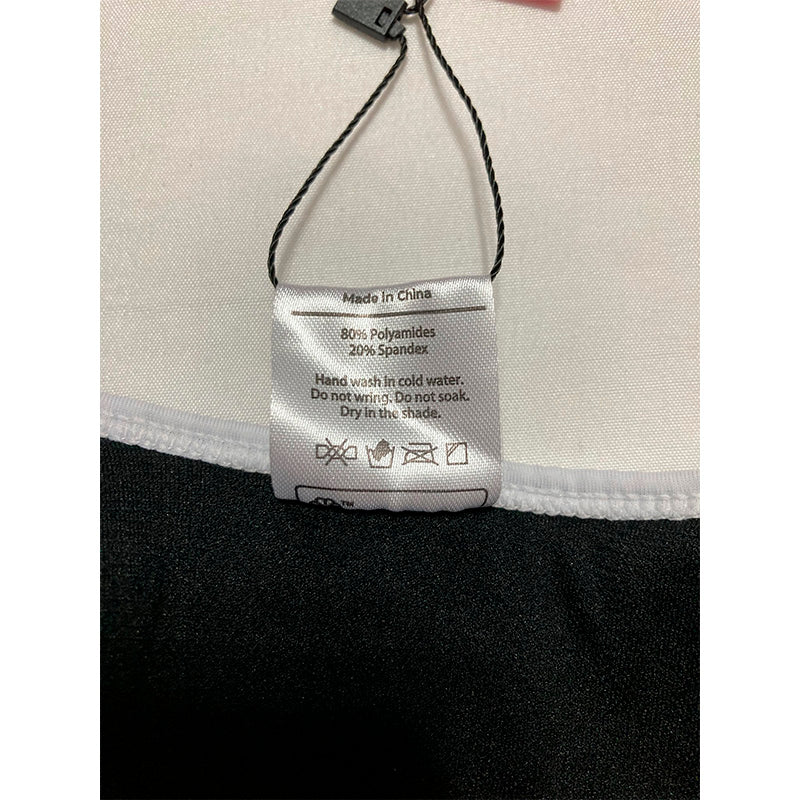 Made in China
80% Polyamides
20% Spandex
Hand wash in cold water.
Do not wring. Do not soak.
Dry in the shade.
TM